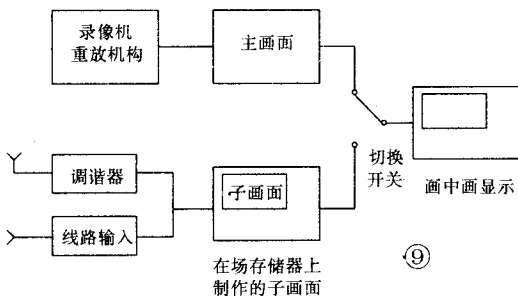 录像机
重放机构
主画面
调谐器
线路输入
子画面
切换
开关
画中画显示
在场存储器上
制作的子画面
⑨